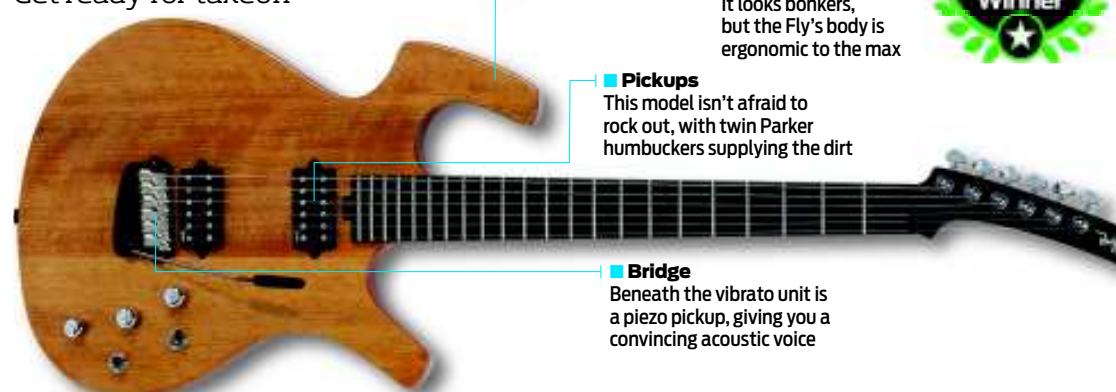 Get ready for takeoff
It looks bonkers,
but the Fly's body is
ergonomic to the max
Winner
Pickups
This model isn't afraid to
rock out, with twin Parker
humbuckers supplying the dirt
Bridge
Beneath the vibrato unit is
a piezo pickup, giving you a
convincing acoustic voice